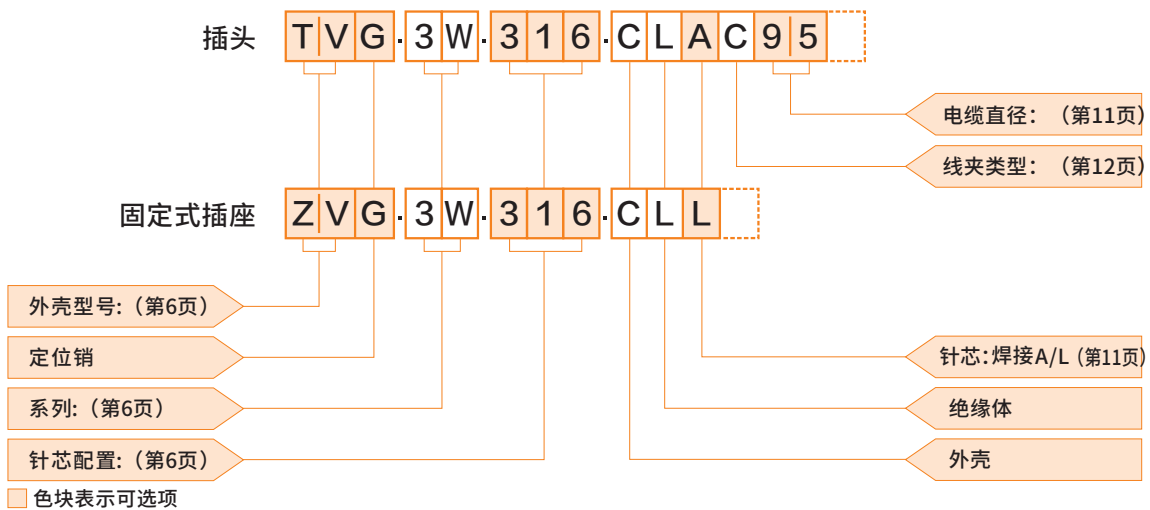 插头 TVG.3W.316.CLAC95
电缆直径：（第11页）
线夹类型：（第12页）
固定式插座 ZVG.3W.316.CLL
外壳型号:（第6页）
定位销
系列:（第6页）
针芯配置:（第6页）
针芯:焊接A/L（第11页）
绝缘体
外壳
色块表示可选项